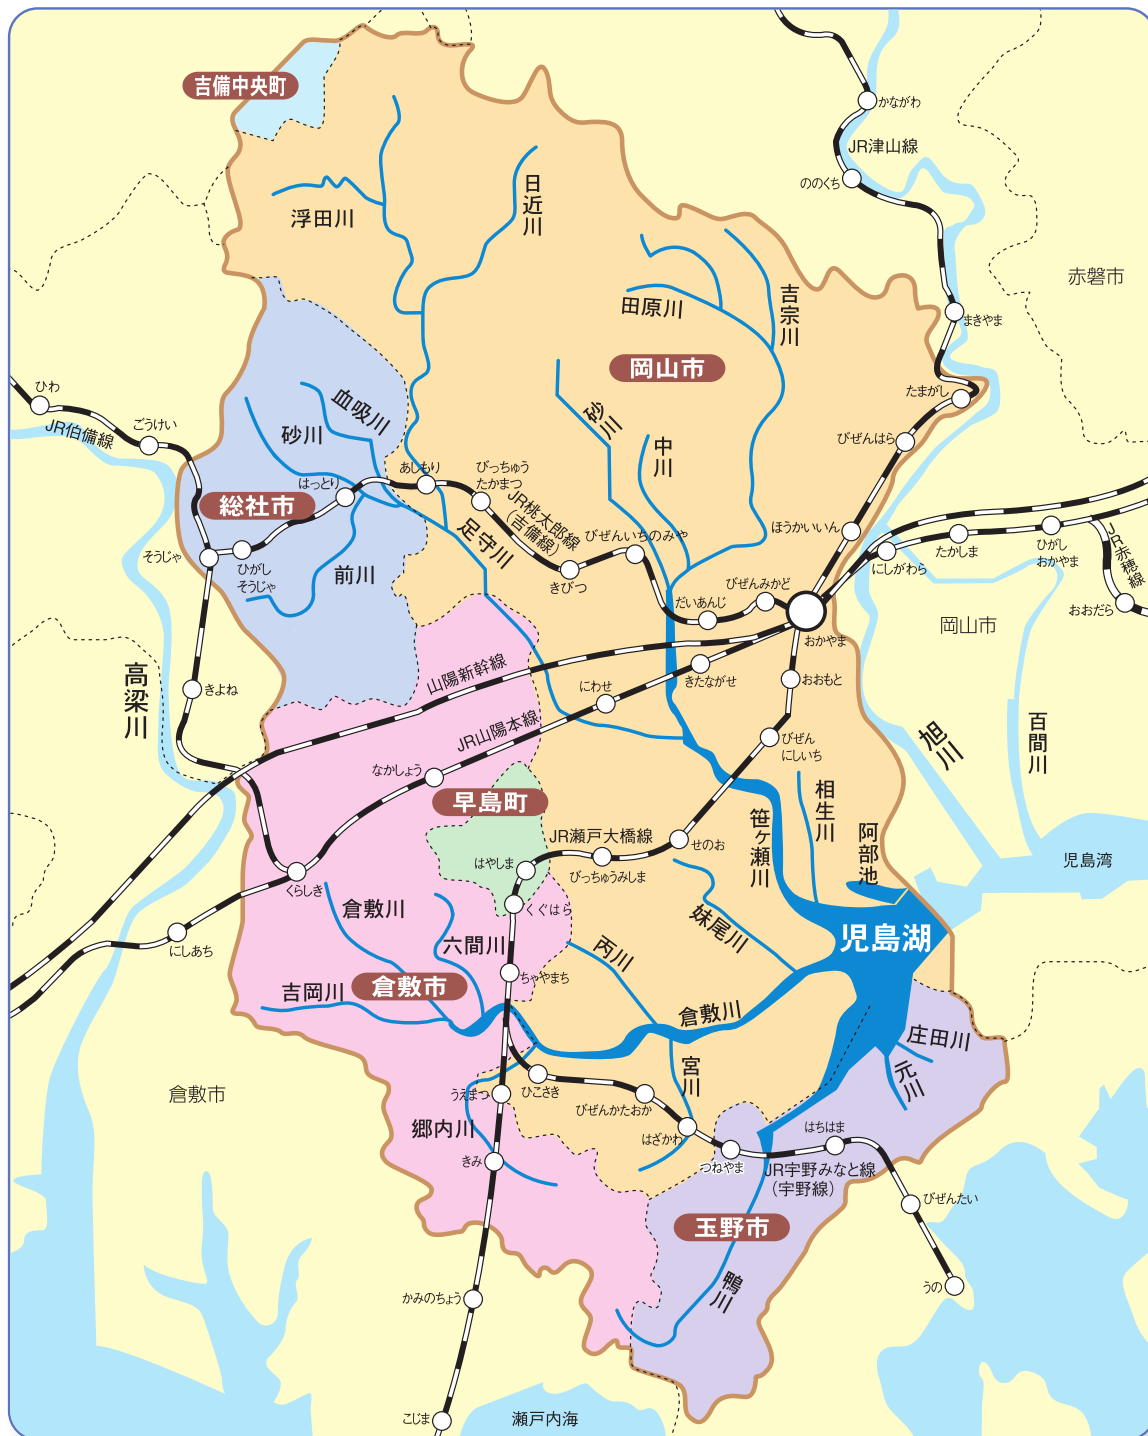 吉備中央町
かながわ
JR津山線
ののくち
日近川
浮田川
赤磐市
田原川
吉宗川
まきやま
岡山市
たまがし
ひわ
JR伯備線
ごうけい
血吸川
砂川
砂川
中川
びぜんはら
はっとり
あしもり
びっちゅう
たかまつ
JR桃太郎線
（吉備線）
総社市
足守川
びぜんいちのみや
ほうかいいん
にしがわら
たかしま
ひがし
おかやま
JR赤穂線
おおだら
そうじゃ
ひがし
そうじゃ
前川
きびつ
だいあんじ
びぜんみかど
おかやま
岡山市
高梁川
きよね
山陽新幹線
にわせ
きたながせ
おおもと
JR山陽本線
びぜん
にしいち
旭川
百間川
なかしょう
早島町
JR瀬戸大橋線
せのお
笹ヶ瀬川
相生川
阿部池
児島湾
はやしま
びっちゅうみしま
くらしき
倉敷川
くぐはら
妹尾川
児島湖
にしあち
六間川
丙川
ちゃやまち
吉岡川
倉敷市
倉敷川
庄田川
元川
倉敷市
うえまつ
ひこさき
宮川
びぜんかたおか
郷内川
はざかわ
はちはま
きみ
つねやま
JR宇野みなと線
（宇野線）
びぜんたい
玉野市
鴨川
うの
かみのちょう
こじま
瀬戸内海